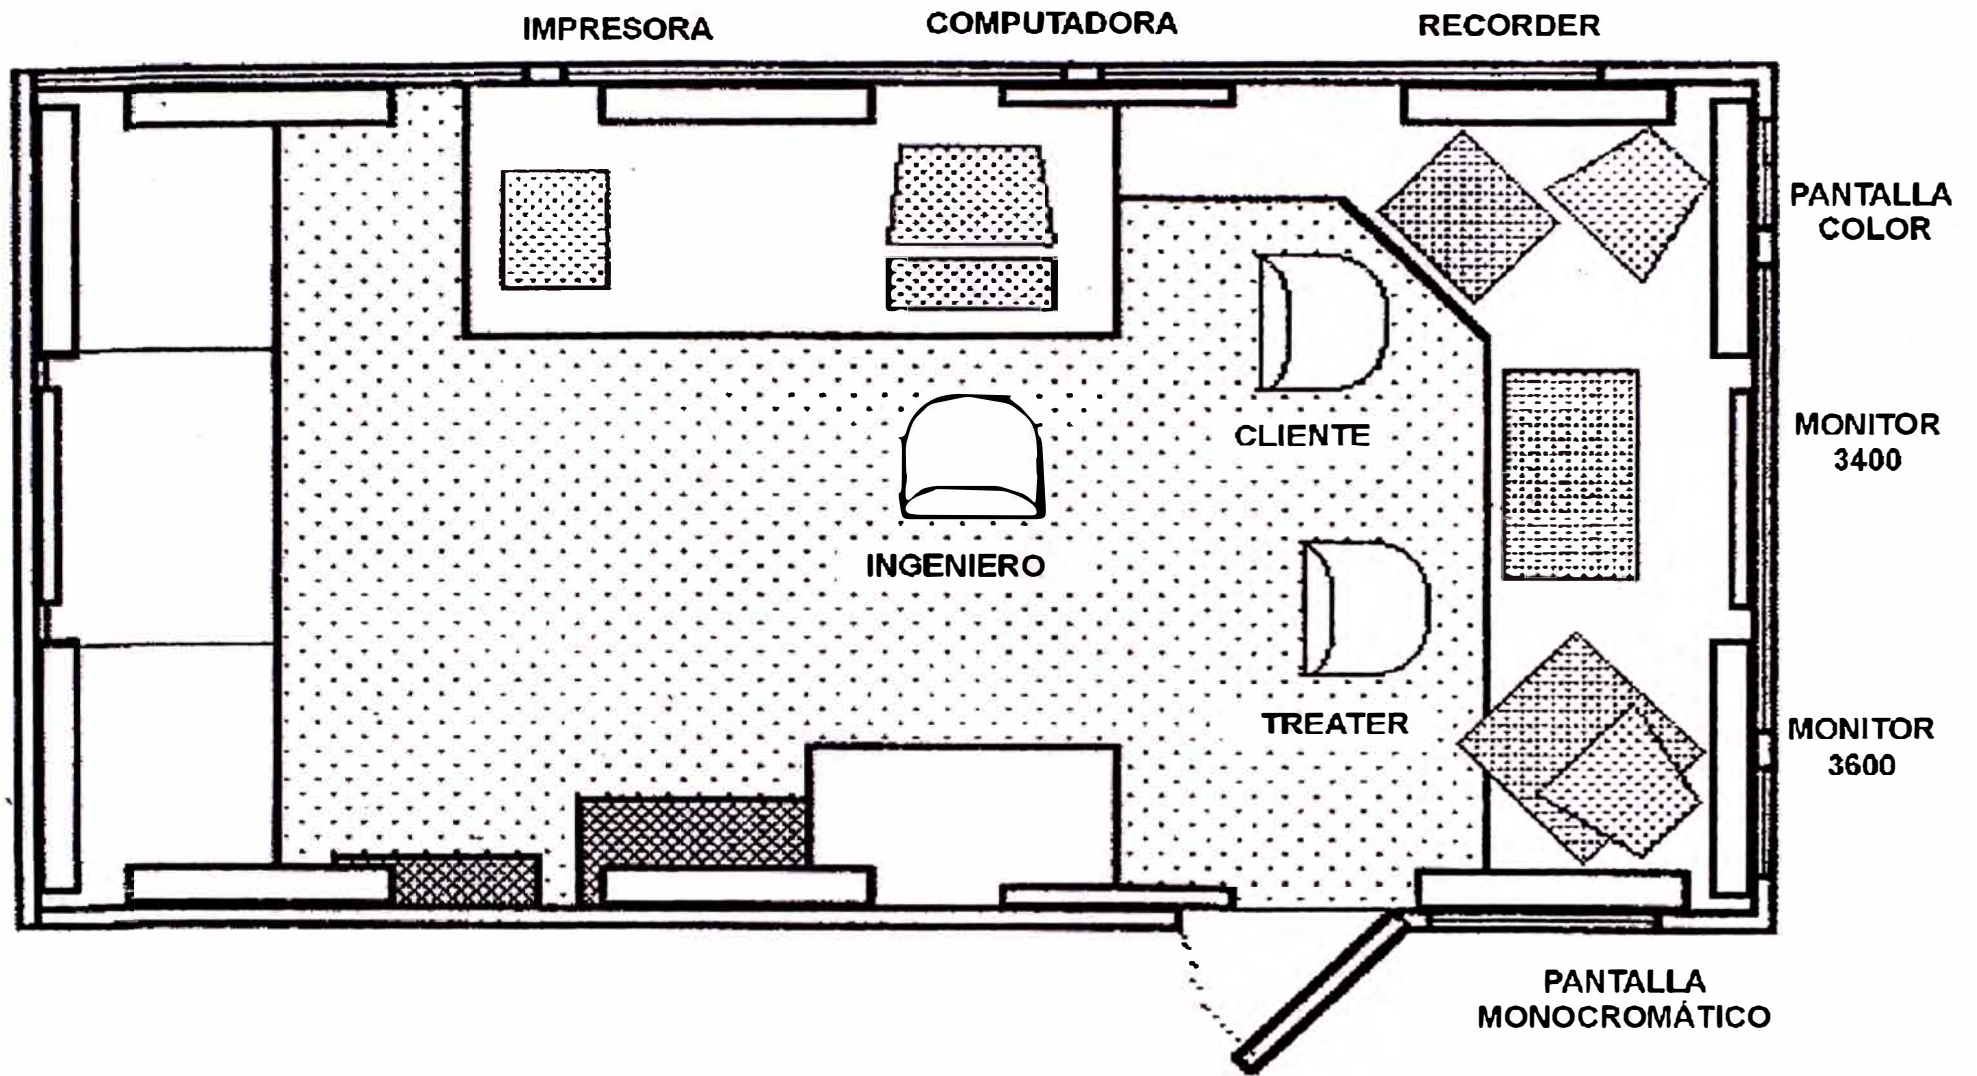 IMPRESORA
COMPUTADORA
RECORDER
PANTALLA
COLOR
CLIENTE
MONITOR
3400
INGENIERO
TREATER
MONITOR
3600
PANTALLA
MONOCROMÁTICO